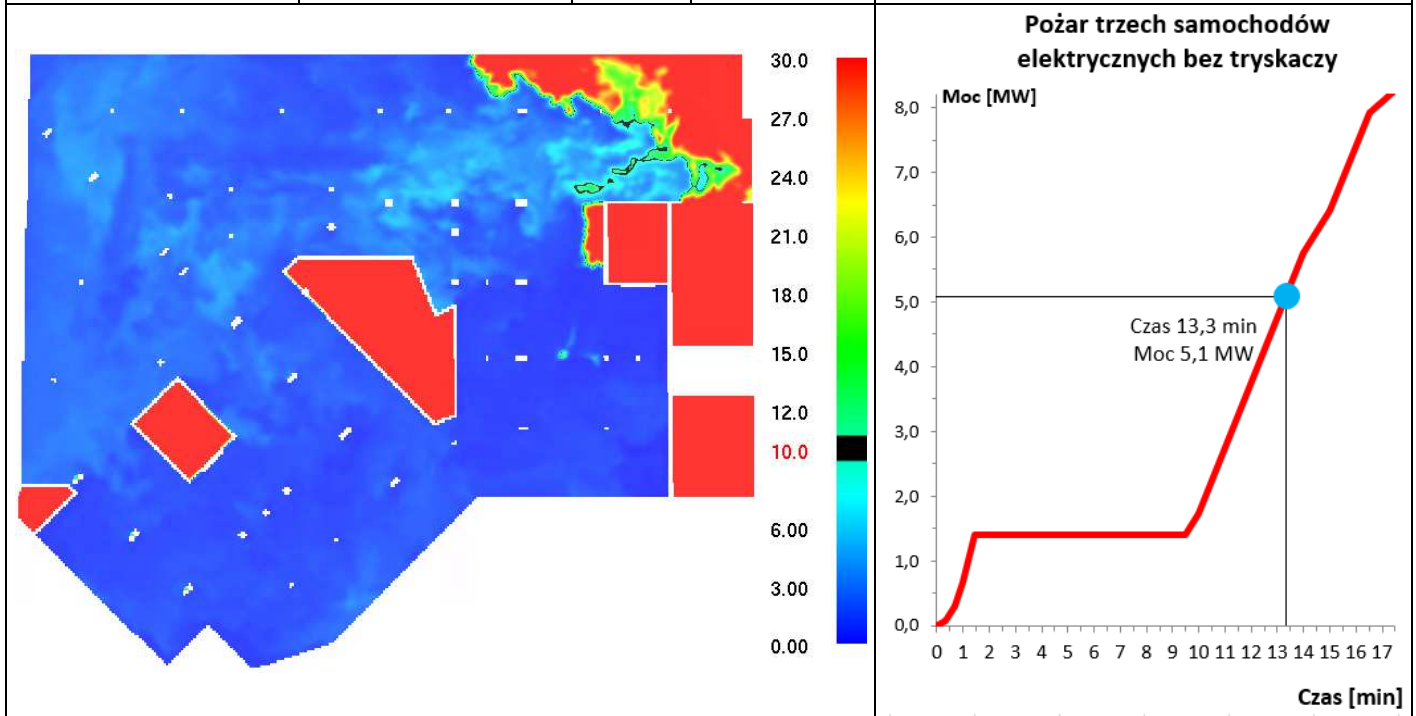 30.0
27.0
24.0
21.0
18.0
15.0
12.0
10.0
6.00
3.00
0.00
Pożar trzech samochodów
elektrycznych bez tryskaczy
Moc [MW]
8,0
7,0
6,0
5,0
4,0
3,0
2,0
1,0
0,0
Czas 13,3 min
Moc 5,1 MW
0 1 2 3 4 5 6 7 8 9 10 11 12 13 14 15 16 17
Czas [min]